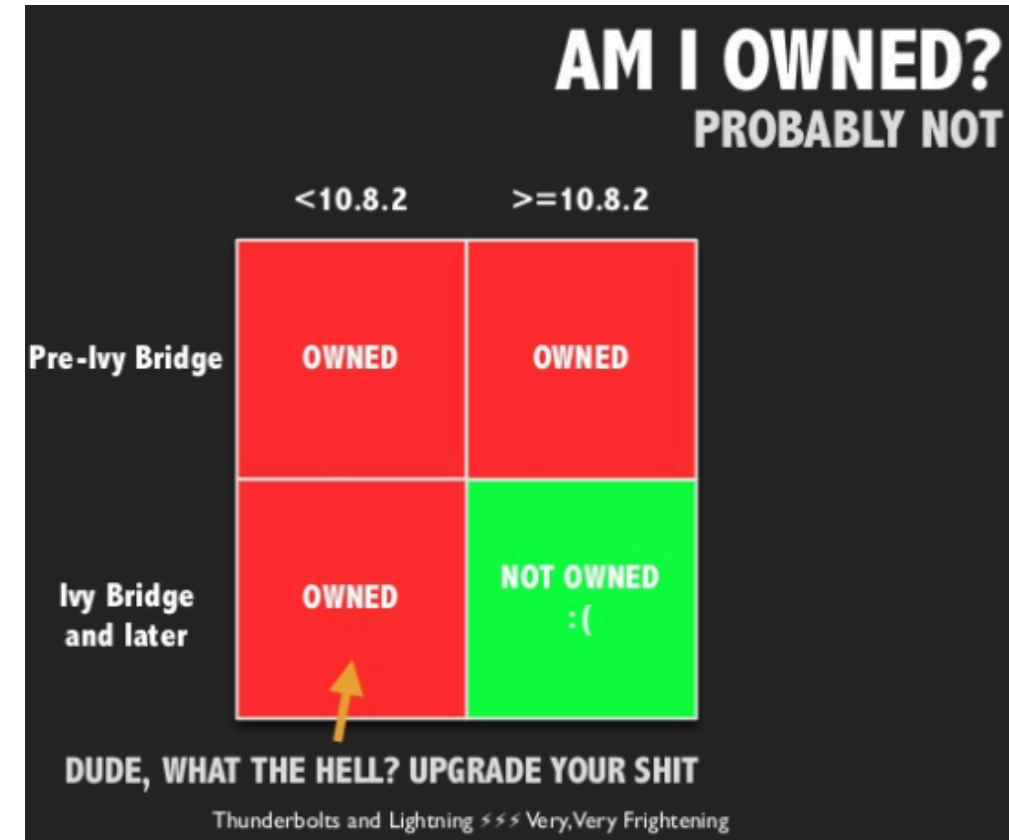 AM I OWNED?
PROBABLY NOT
<10.8.2 >=10.8.2
Pre-Ivy Bridge OWNED OWNED
Ivy Bridge
and later
OWNED
NOT OWNED
:(
DUDE, WHAT THE HELL? UPGRADE YOUR SHIT
Thunderbolts and Lightning ⚡⚡⚡ Very,Very Frightening